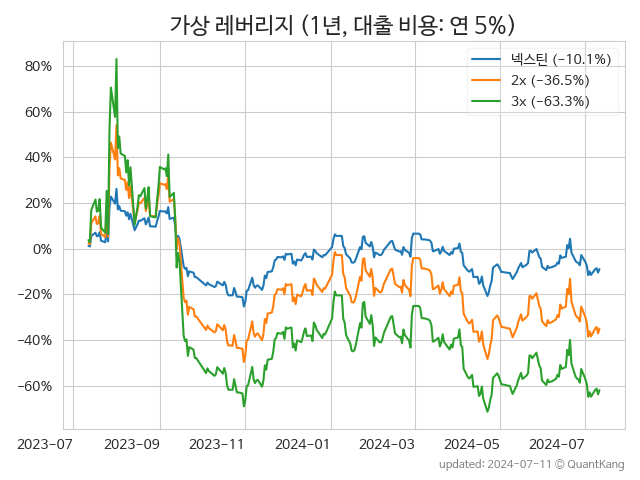 가상 레버리지 (1년, 대출 비용: 연 5%)
넥스틴 (−10.1%)
2x (−36.5%)
3x (−63.3%)
80%
60%
40%
20%
0%
−20%
−40%
−60%
2023-07 2023-09 2023-11 2024-01 2024-03 2024-05 2024-07
updated: 2024-07-11 © QuantKang